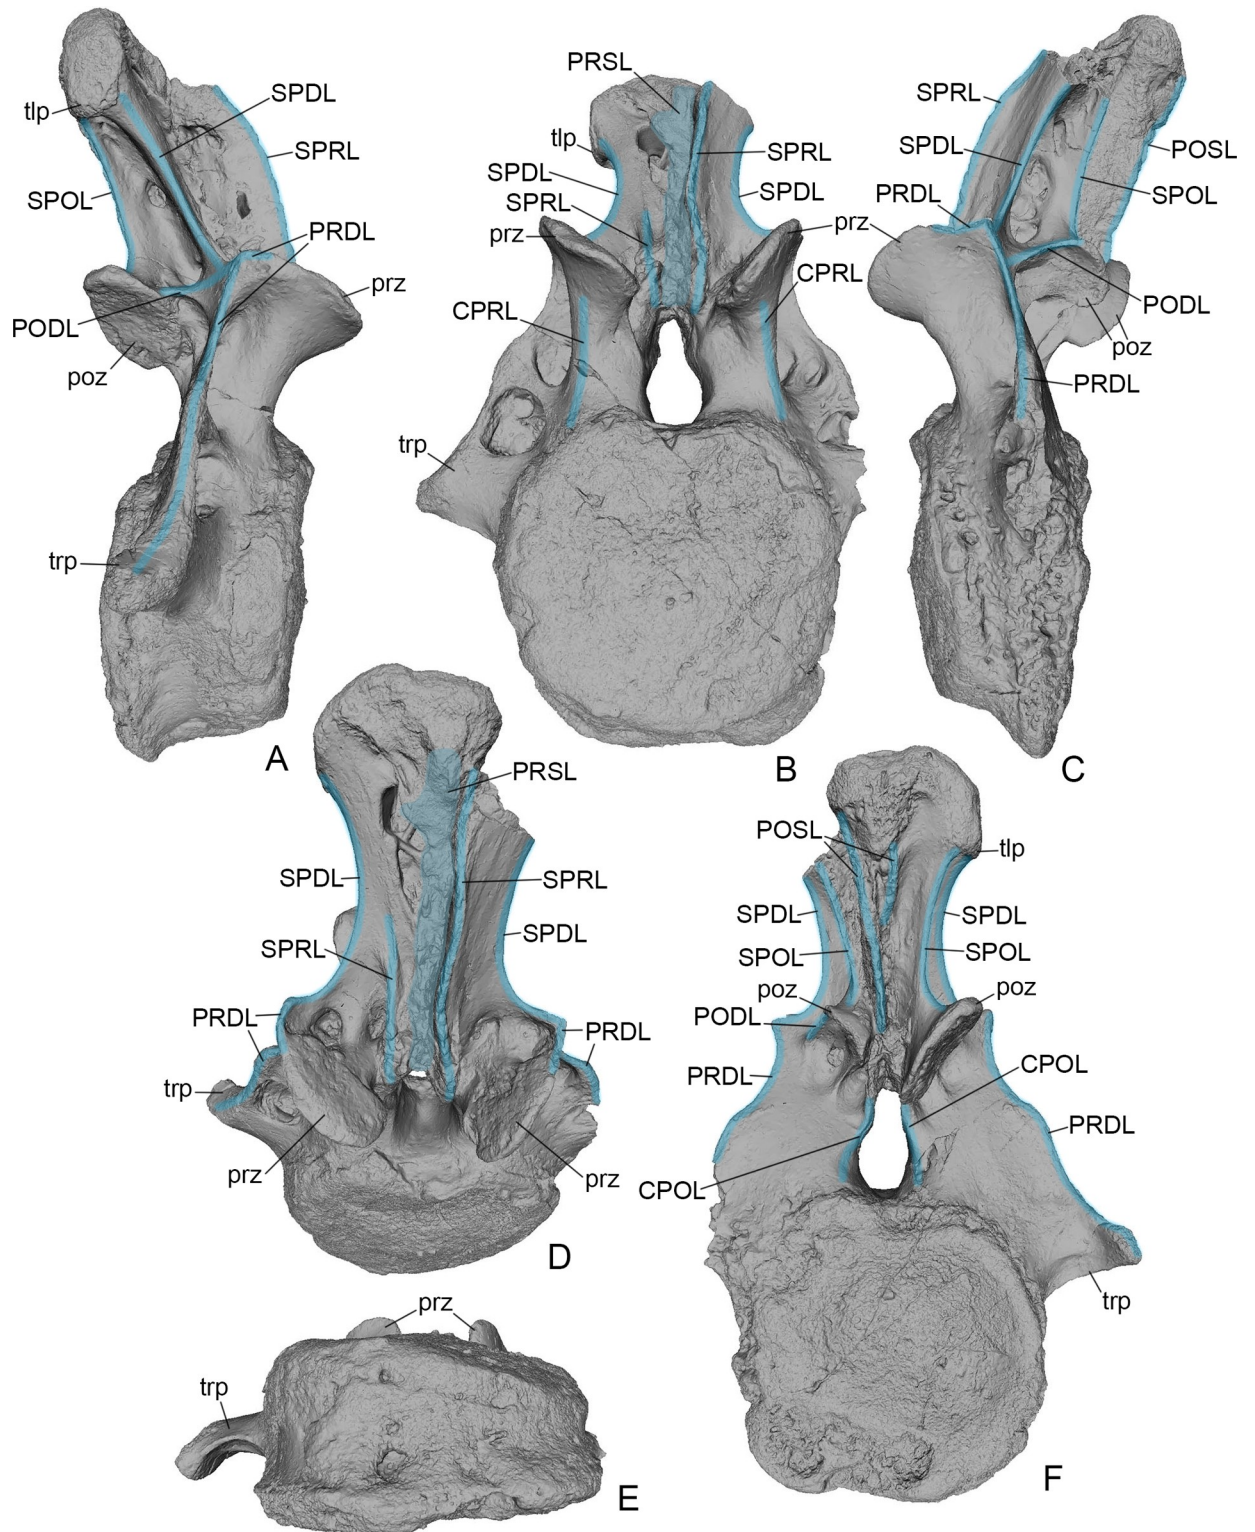 tlp
SPDL
SPRL
SPOL
PRDL
prz
PODL
poz
trp
A
PRSL
tlp
SPRL
SPDL
SPDL
SPRL
prz
prz
CPRL
CPRL
trp
B
SPRL
SPDL
POSL
PRDL
SPOL
PODL
poz
PRDL
C
PRSL
SPDL
SPRL
SPDL
SPRL
PRDL
PRDL
trp
prz
prz
D
prz
trp
E
POSL
tlp
SPDL
SPDL
SPOL
SPOL
poz
poz
PODL
PRDL
CPOL
PRDL
CPOL
trp
F